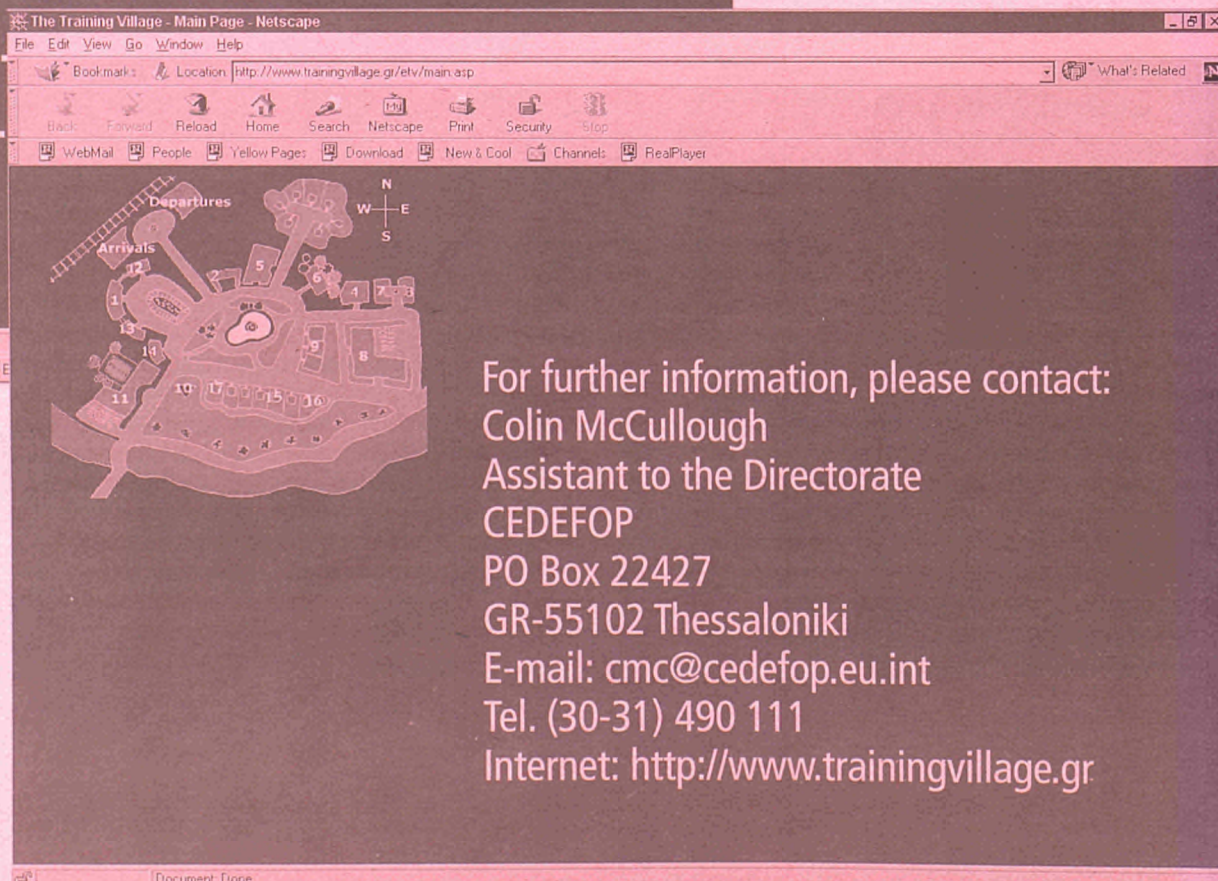 The Training Village - Main Page - Netscape
File Edit View Go Window Help
Bookmarks Location http://www.trainingvillage.gr/etv/main.asp What's Related N
Back Forward Reload Home Search Netscape Print Security Stop
My
WebMail People Yellow Pages Download New & Cool Channels RealPlayer
N
Departures
W E
S
Arrivals
5
12 2
6
1 4 7 3
13
14 9 8
11 10 17 15 16
For further information, please contact:
Colin McCullough
Assistant to the Directorate
CEDEFOP
PO Box 22427
GR-55102 Thessaloniki
E-mail: cmc@cedefop.eu.int
Tel. (30-31) 490 111
Internet: http://www.trainingvillage.gr
Document: Done